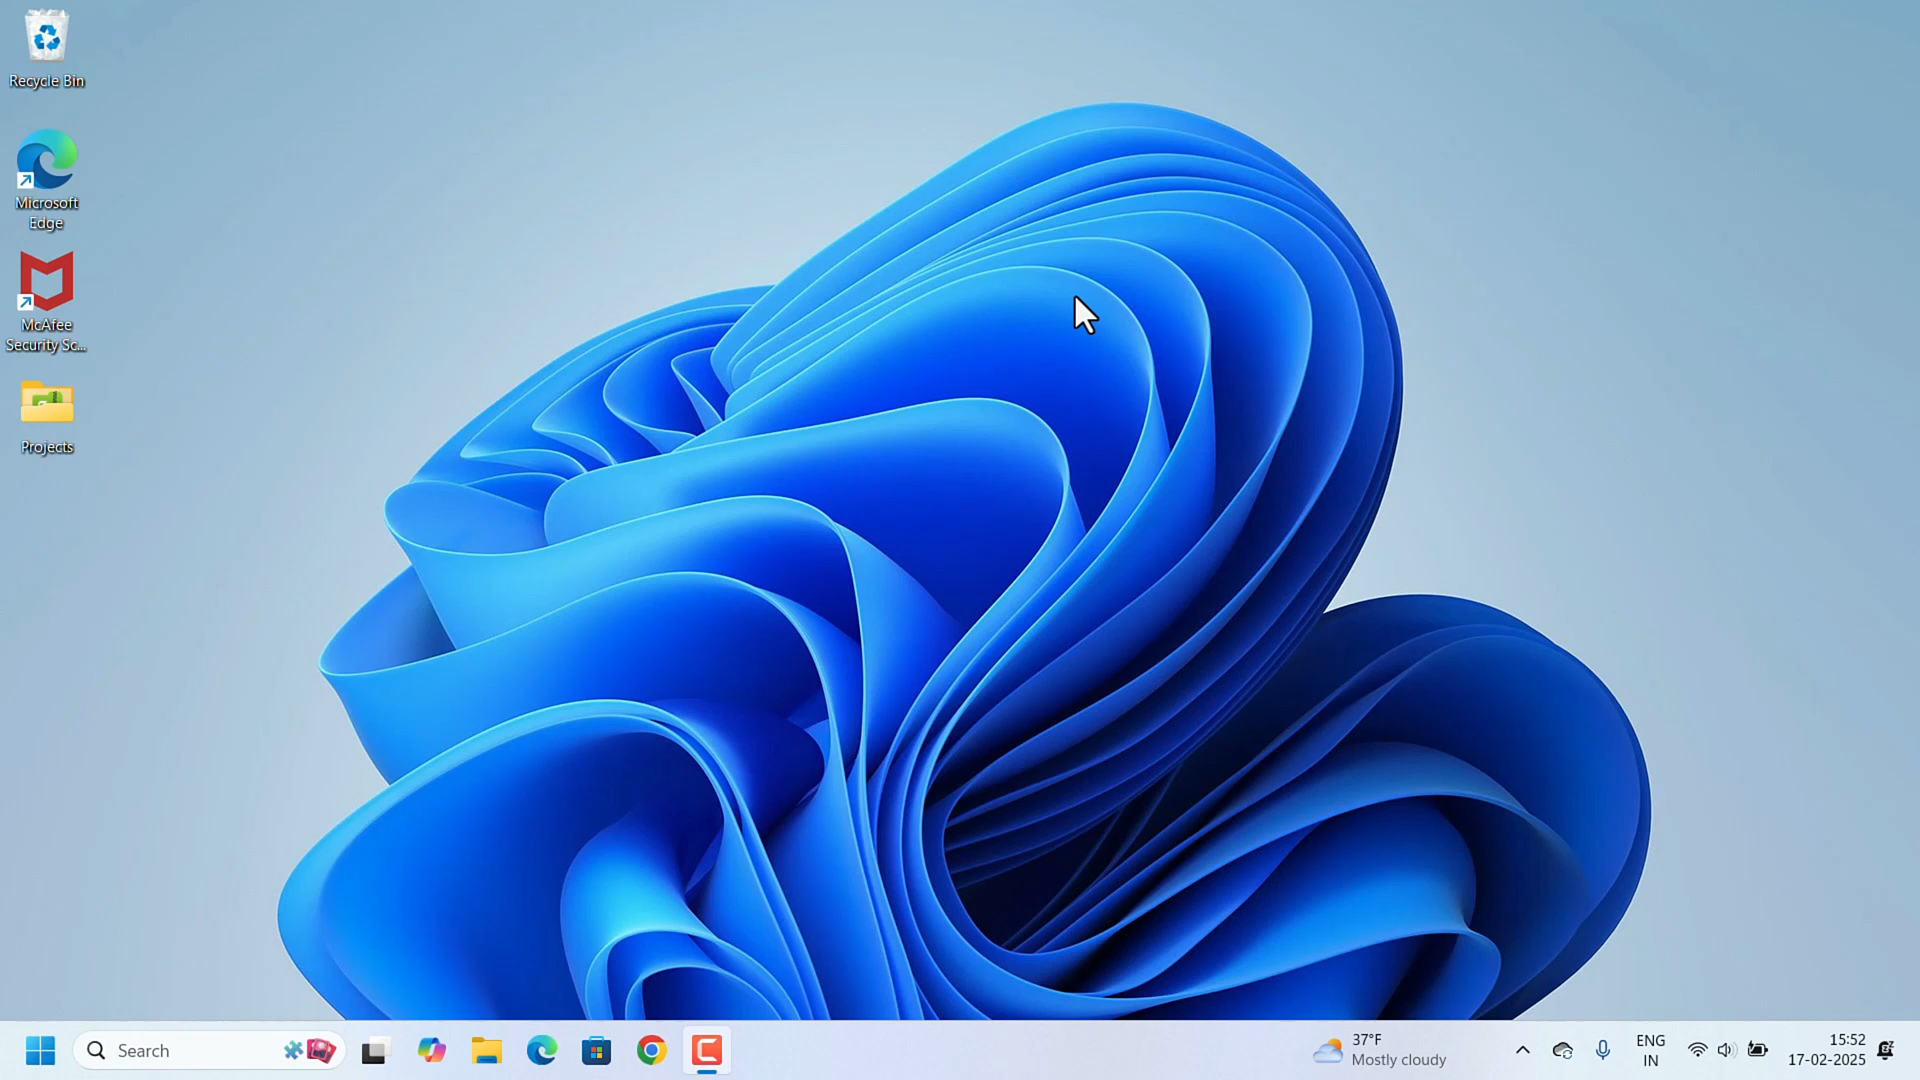 Recycle Bin
Microsoft
Edge
McAfee
Security Sc...
Projects
Search
37°F
Mostly cloudy
ENG
IN
15:52
17-02-2025